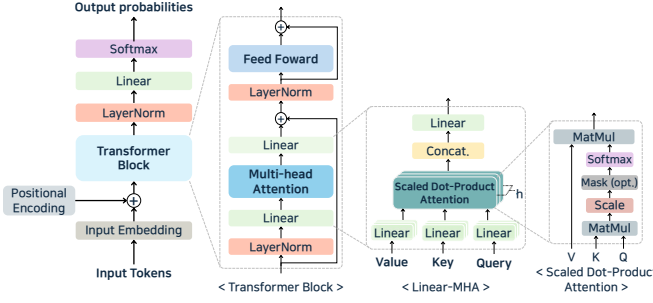 Output probabilities
Softmax
Linear
LayerNorm
Transformer
Block
Positional
Encoding
Input Embedding
Input Tokens
Feed Foward
LayerNorm
Linear
Multi-head
Attention
Linear
LayerNorm
< Transformer Block >
Linear
Concat.
Scaled Dot-Product
Attention
h
Linear
Linear
Linear
Value
Key
Query
< Linear-MHA >
MatMul
Softmax
Mask (opt.)
Scale
MatMul
V
K
Q
< Scaled Dot-Product
Attention >